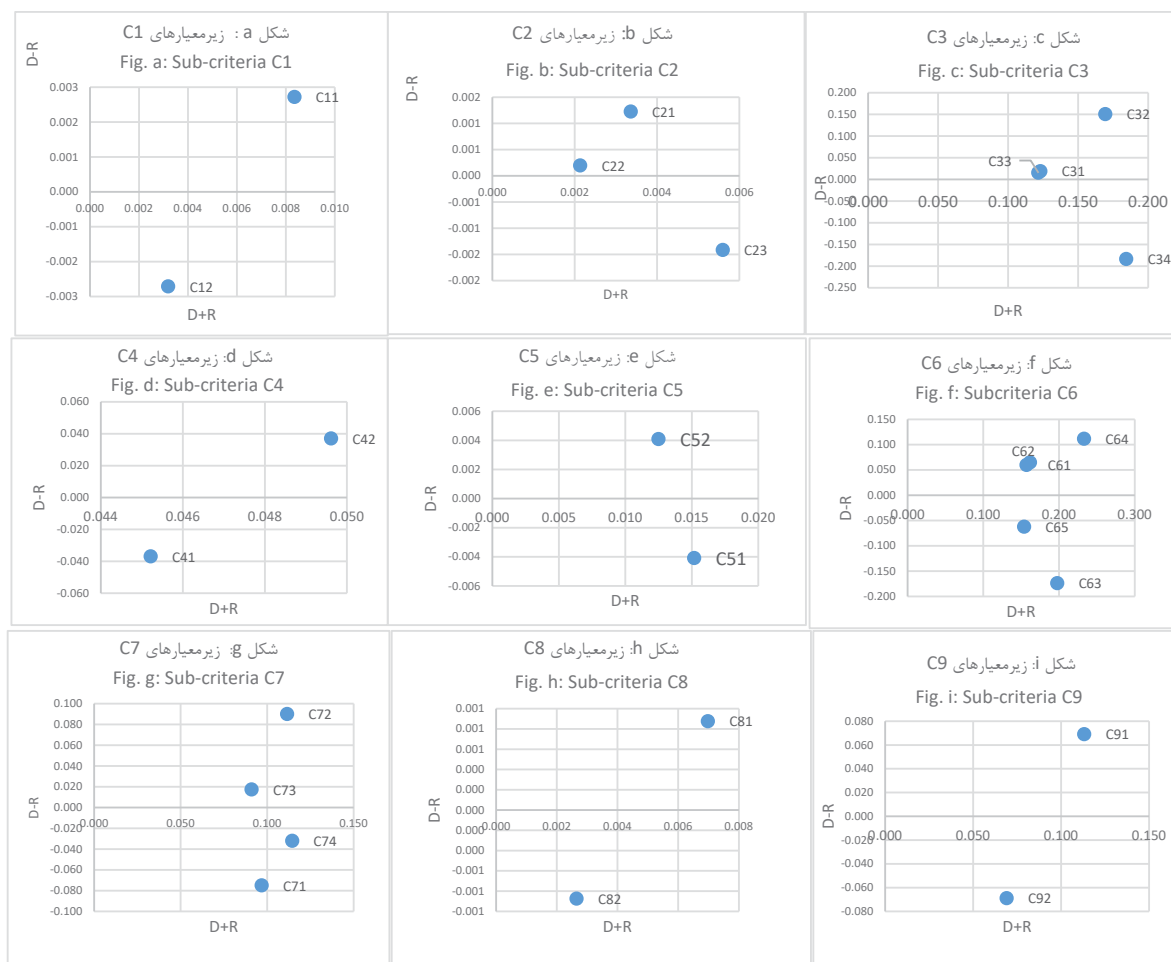 شکل a : زیرمعیارهای C1
Fig. a: Sub-criteria C1
D-R
0.003
0.002
0.001
0.000
-0.001
-0.002
-0.003
0.000 0.002 0.004 0.006 0.008 0.010
C11
C12
D+R
شکل b: زیرمعیارهای C2
Fig. b: Sub-criteria C2
D-R
0.002
0.001
0.001
0.000
-0.001
-0.001
-0.002
-0.002
0.000 0.002 0.004 0.006
C21
C22
C23
D+R
شکل c: زیرمعیارهای C3
Fig. c: Sub-criteria C3
D-R
0.200
0.150
0.100
0.050
0.000
-0.050
-0.100
-0.150
-0.200
-0.250
0.000 0.050 0.100 0.150 0.200
C32
C33
C31
C34
D+R
شکل d: زیرمعیارهای C4
Fig. d: Sub-criteria C4
D-R
0.060
0.040
0.020
0.000
-0.020
-0.040
-0.060
0.044 0.046 0.048 0.050
C42
C41
D+R
شکل e: زیرمعیارهای C5
Fig. e: Sub-criteria C5
D-R
0.006
0.004
0.002
0.000
-0.002
-0.004
-0.006
0.000 0.005 0.010 0.015 0.020
C52
C51
D+R
شکل f: زیرمعیارهای C6
Fig. f: Subcriteria C6
D-R
0.150
0.100
0.050
0.000
-0.050
-0.100
-0.150
-0.200
0.000 0.100 0.200 0.300
C64
C62
C61
C65
C63
D+R
شکل g: زیرمعیارهای C7
Fig. g: Sub-criteria C7
D-R
0.100
0.080
0.060
0.040
0.020
0.000
-0.020
-0.040
-0.060
-0.080
-0.100
0.000 0.050 0.100 0.150
C72
C73
C74
C71
D+R
شکل h: زیرمعیارهای C8
Fig. h: Sub-criteria C8
D-R
0.001
0.001
0.001
0.000
0.000
0.000
0.000
0.000
-0.001
-0.001
-0.001
0.000 0.002 0.004 0.006 0.008
C81
C82
D+R
شکل i: زیرمعیارهای C9
Fig. i: Sub-criteria C9
D-R
0.080
0.060
0.040
0.020
0.000
-0.020
-0.040
-0.060
-0.080
0.000 0.050 0.100 0.150
C91
C92
D+R